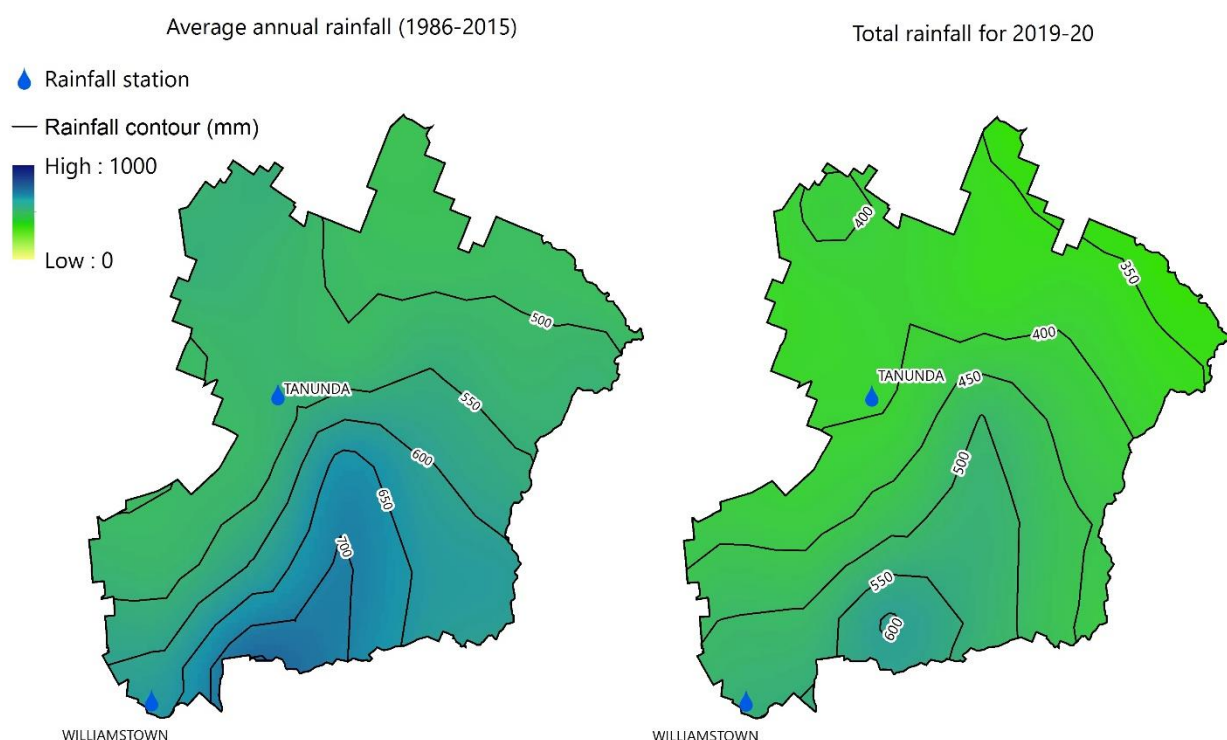 Average annual rainfall (1986-2015)
Total rainfall for 2019-20
Rainfall station
Rainfall contour (mm)
High : 1000
Low : 0
500
TANUNDA
550
600
650
700
WILLIAMSTOWN
400
350
400
TANUNDA
450
500
550
600
WILLIAMSTOWN